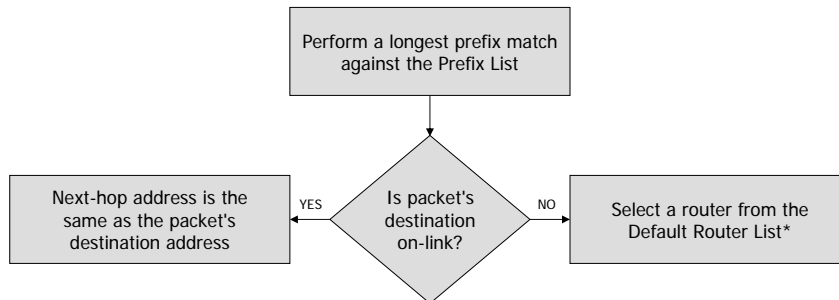 Perform a longest prefix match
against the Prefix List
Is packet's
destination
on-link?
YES
NO
Next-hop address is the
same as the packet's
destination address
Select a router from the
Default Router List*